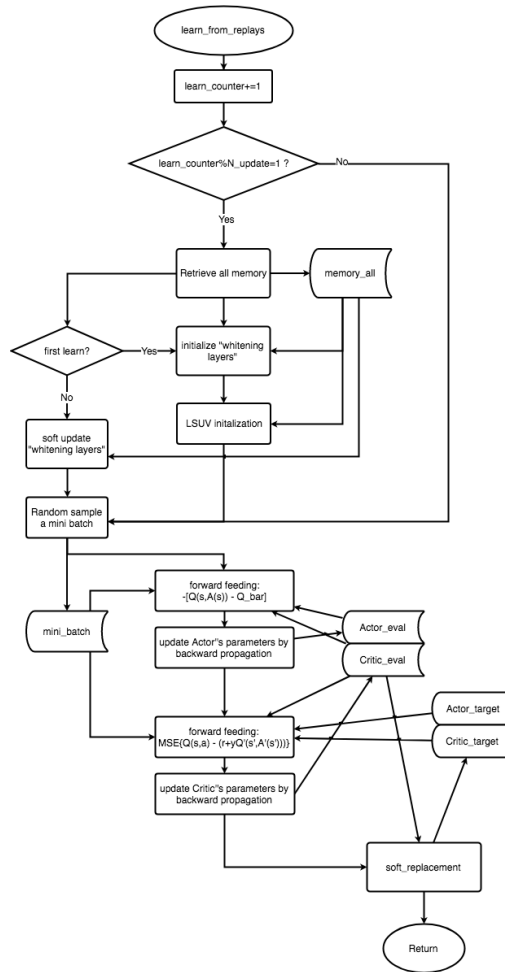 learn_from_replays
learn_counter+=1
learn_counter%N_update=1 ?
No
Yes
Retrieve all memory
memory_all
first learn?
Yes
initialize "whitening
layers"
No
LSUV initalization
soft update
"whitening layers"
Random sample
a mini batch
forward feeding:
-[Q(s,A(s)) - Q_bar]
mini_batch
Actor_eval
update Actor"s parameters by
backward propagation
Critic_eval
Actor_target
forward feeding:
MSE{Q(s,a) - (r+yQ'(s',A'(s')))}
Critic_target
update Critic"s parameters by
backward propagation
soft_replacement
Return